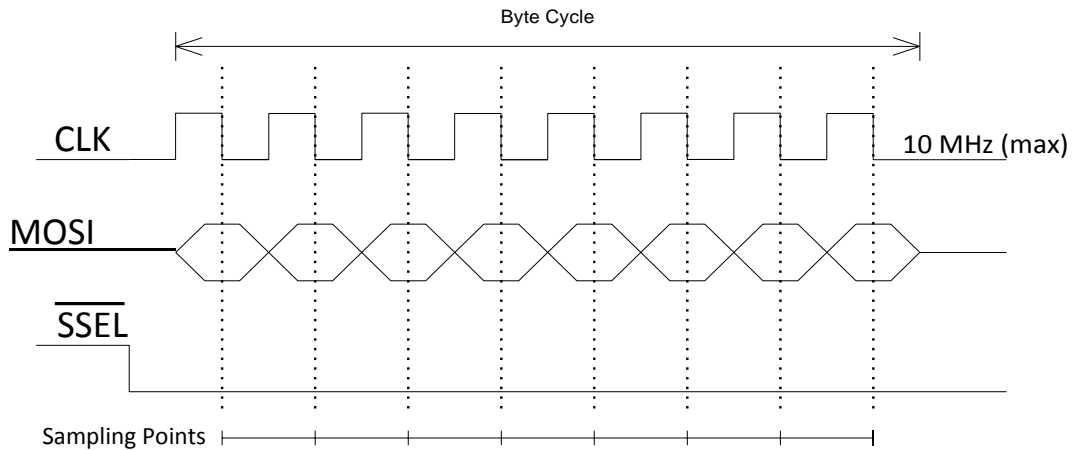 Byte Cycle
CLK
10 MHz (max)
MOSI
SSEL
Sampling Points